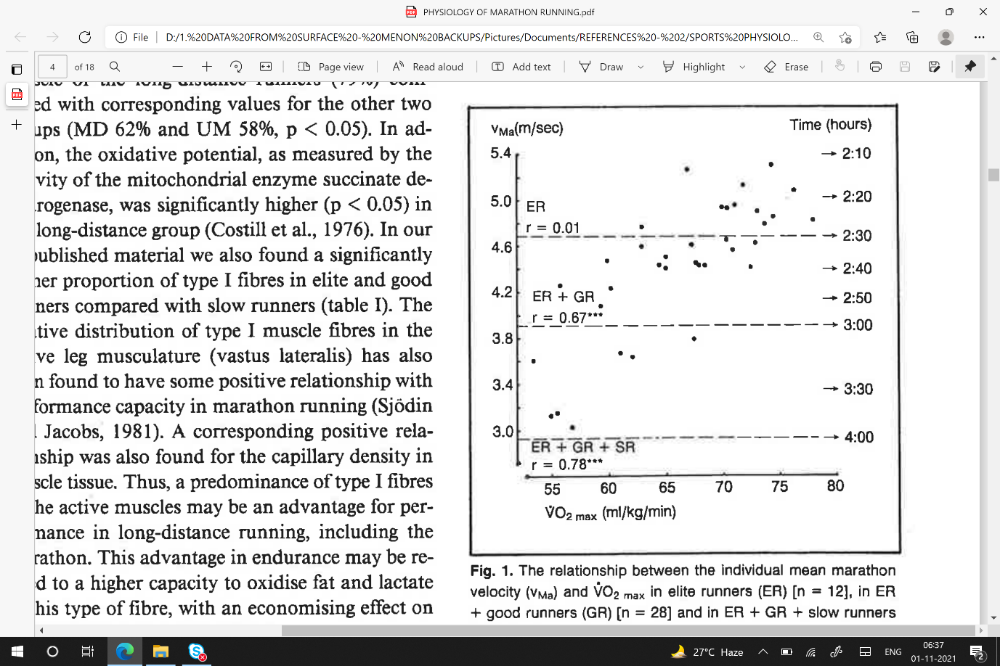 PHYSIOLOGY OF MARATHON RUNNING.pdf
File
D:/1.%20DATA%20FROM%20SURFACE%20-%20MENON%20BACKUPS/Pictures/Documents/REFERENCES%20-%202/SPORTS%20PHYSIOLO...
4 of 18
Page view
Read aloud
Add text
Draw
Highlight
Erase
ed with corresponding values for the other two
ups (MD 62% and UM 58%, p < 0.05). In ad-
on, the oxidative potential, as measured by the
vity of the mitochondrial enzyme succinate de-
rogenase, was significantly higher (p < 0.05) in
long-distance group (Costill et al., 1976). In our
ublished material we also found a significantly
her proportion of type I fibres in elite and good
ners compared with slow runners (table I). The
tive distribution of type I muscle fibres in the
ve leg musculature (vastus lateralis) has also
n found to have some positive relationship with
formance capacity in marathon running (Sjödin
Jacobs, 1981). A corresponding positive rela-
nship was also found for the capillary density in
scle tissue. Thus, a predominance of type I fibres
he active muscles may be an advantage for per-
mance in long-distance running, including the
rathon. This advantage in endurance may be re-
d to a higher capacity to oxidise fat and lactate
his type of fibre, with an economising effect on
vMa(m/sec)
Time (hours)
5.4
→ 2:10
5.0
→ 2:20
ER
r = 0.01
→ 2:30
4.6
→ 2:40
4.2
ER + GR
→ 2:50
r = 0.67***
→ 3:00
3.8
3.4
→ 3:30
3.0
→ 4:00
ER + GR + SR
r = 0.78***
55 60 65 70 75 80
V̇O2 max (ml/kg/min)
Fig. 1. The relationship between the individual mean marathon
velocity (vMa) and V̇O2 max in elite runners (ER) [n = 12], in ER
+ good runners (GR) [n = 28] and in ER + GR + slow runners
27°C Haze
ENG
06:37
01-11-2021
2